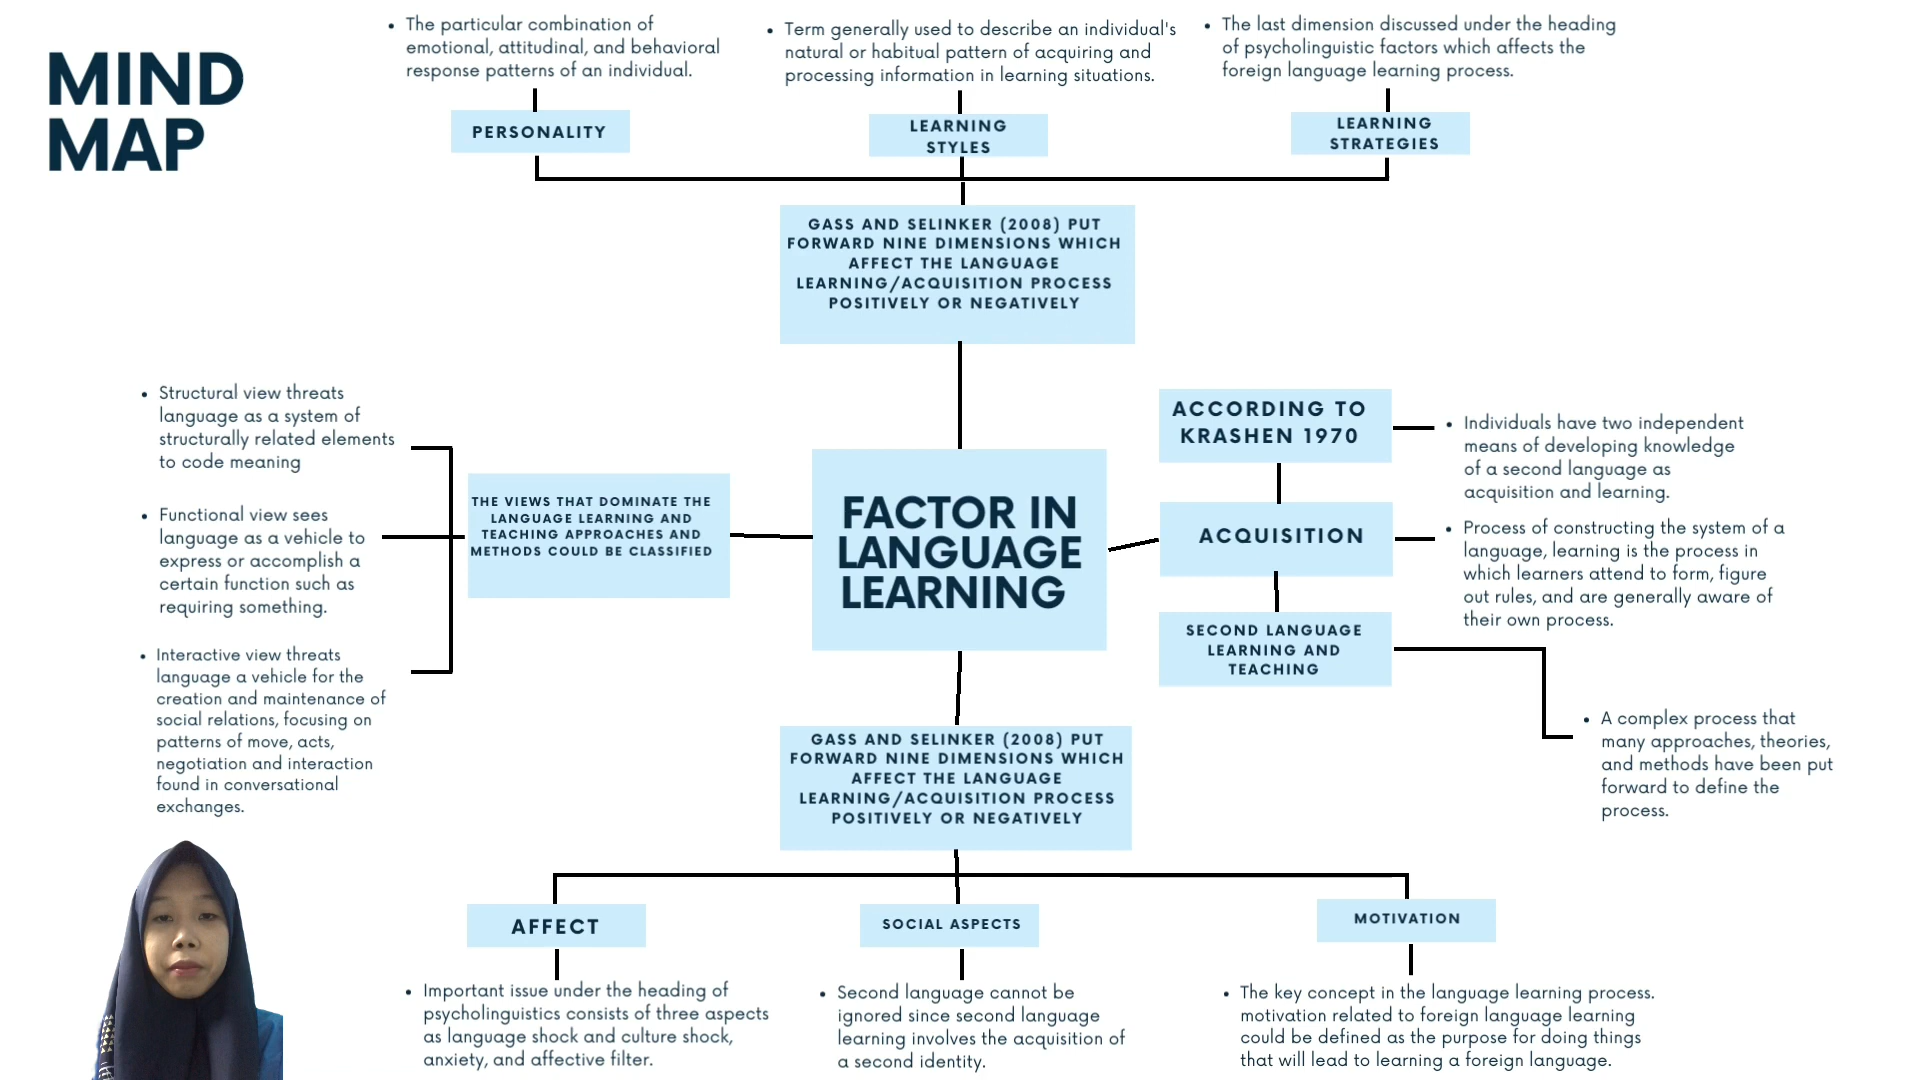 MIND
MAP
• The particular combination of
emotional, attitudinal, and behavioral
response patterns of an individual.
• Term generally used to describe an individual's
natural or habitual pattern of acquiring and
processing information in learning situations.
• The last dimension discussed under the heading
of psycholinguistic factors which affects the
foreign language learning process.
PERSONALITY
LEARNING
STYLES
LEARNING
STRATEGIES
GASS AND SELINKER (2008) PUT
FORWARD NINE DIMENSIONS WHICH
AFFECT THE LANGUAGE
LEARNING/ACQUISITION PROCESS
POSITIVELY OR NEGATIVELY
• Structural view threats
language as a system of
structurally related elements
to code meaning
• Functional view sees
language as a vehicle to
express or accomplish a
certain function such as
requiring something.
• Interactive view threats
language a vehicle for the
creation and maintenance of
social relations, focusing on
patterns of move, acts,
negotiation and interaction
found in conversational
exchanges.
THE VIEWS THAT DOMINATE THE
LANGUAGE LEARNING AND
TEACHING APPROACHES AND
METHODS COULD BE CLASSIFIED
FACTOR IN
LANGUAGE
LEARNING
ACCORDING TO
KRASHEN 1970
• Individuals have two independent
means of developing knowledge
of a second language as
acquisition and learning.
ACQUISITION
• Process of constructing the system of a
language, learning is the process in
which learners attend to form, figure
out rules, and are generally aware of
their own process.
SECOND LANGUAGE
LEARNING AND
TEACHING
• A complex process that
many approaches, theories,
and methods have been put
forward to define the
process.
GASS AND SELINKER (2008) PUT
FORWARD NINE DIMENSIONS WHICH
AFFECT THE LANGUAGE
LEARNING/ACQUISITION PROCESS
POSITIVELY OR NEGATIVELY
AFFECT
SOCIAL ASPECTS
MOTIVATION
• Important issue under the heading of
psycholinguistics consists of three aspects
as language shock and culture shock,
anxiety, and affective filter.
• Second language cannot be
ignored since second language
learning involves the acquisition of
a second identity.
• The key concept in the language learning process.
motivation related to foreign language learning
could be defined as the purpose for doing things
that will lead to learning a foreign language.